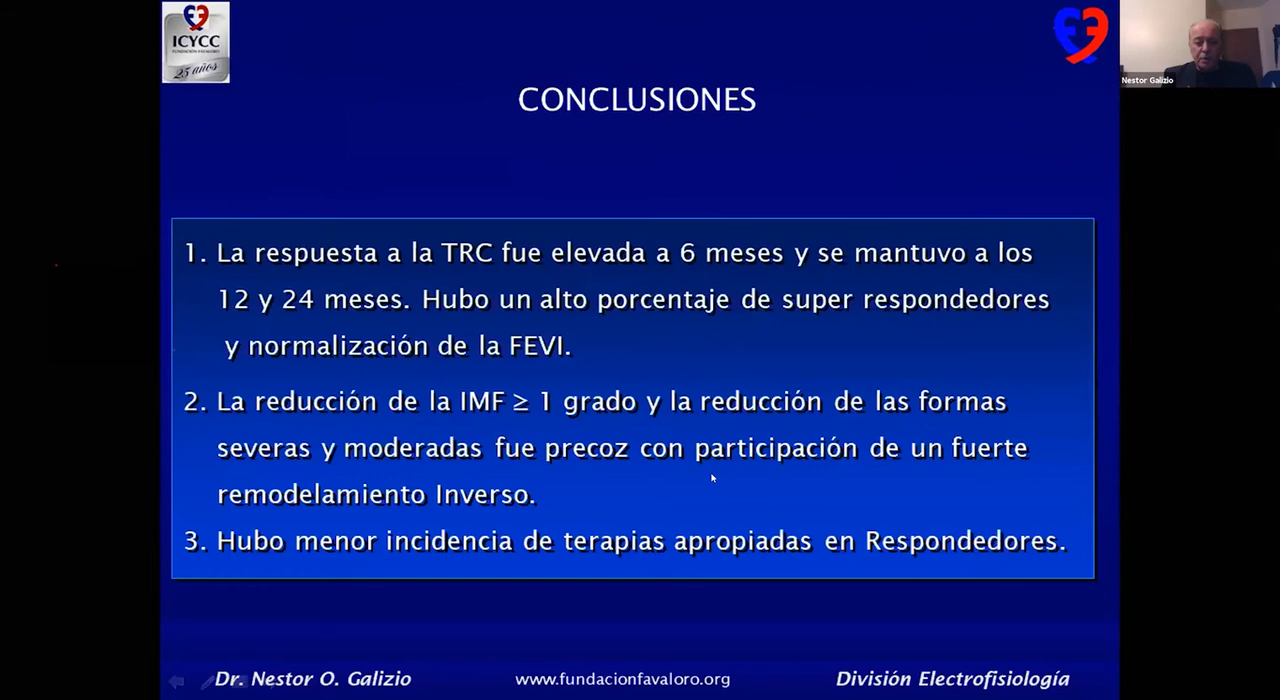 ICYCC
FUNDACIÓN FAVALORO
25 años
Nestor Galizio
CONCLUSIONES
1. La respuesta a la TRC fue elevada a 6 meses y se mantuvo a los
12 y 24 meses. Hubo un alto porcentaje de super respondedores
y normalización de la FEVI.
2. La reducción de la IMF ≥ 1 grado y la reducción de las formas
severas y moderadas fue precoz con participación de un fuerte
remodelamiento Inverso.
3. Hubo menor incidencia de terapias apropiadas en Respondedores.
Dr. Nestor O. Galizio www.fundacionfavaloro.org División Electrofisiología